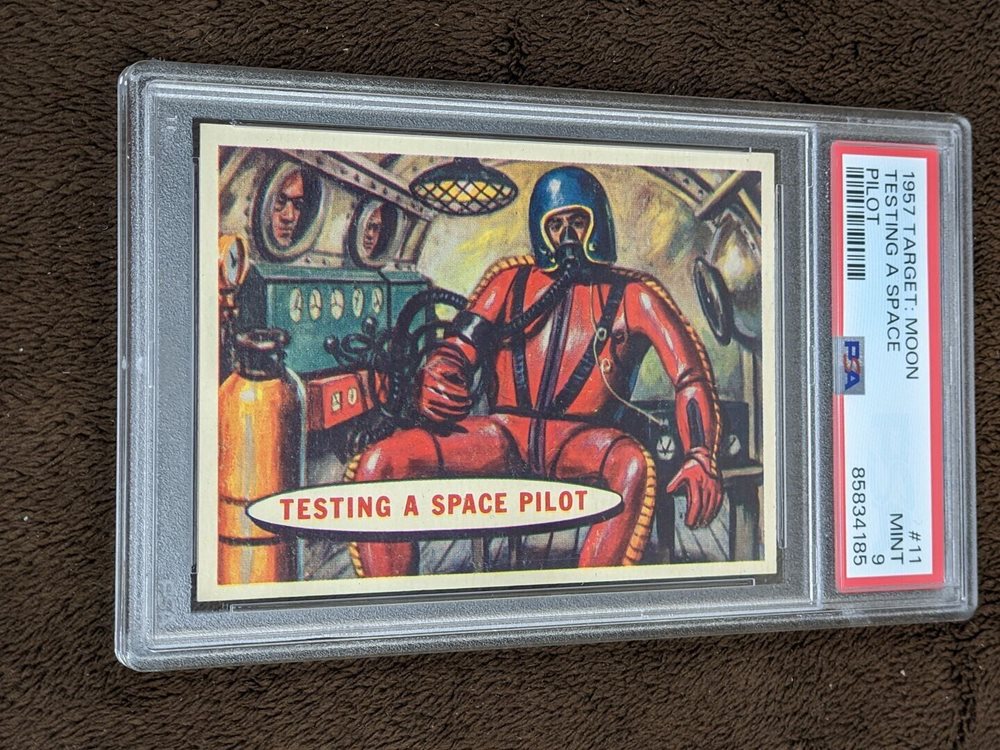 TESTING A SPACE PILOT
1957 TARGET: MOON
#11
TESTING A SPACE
MINT
PILOT
9
PSA
85834185